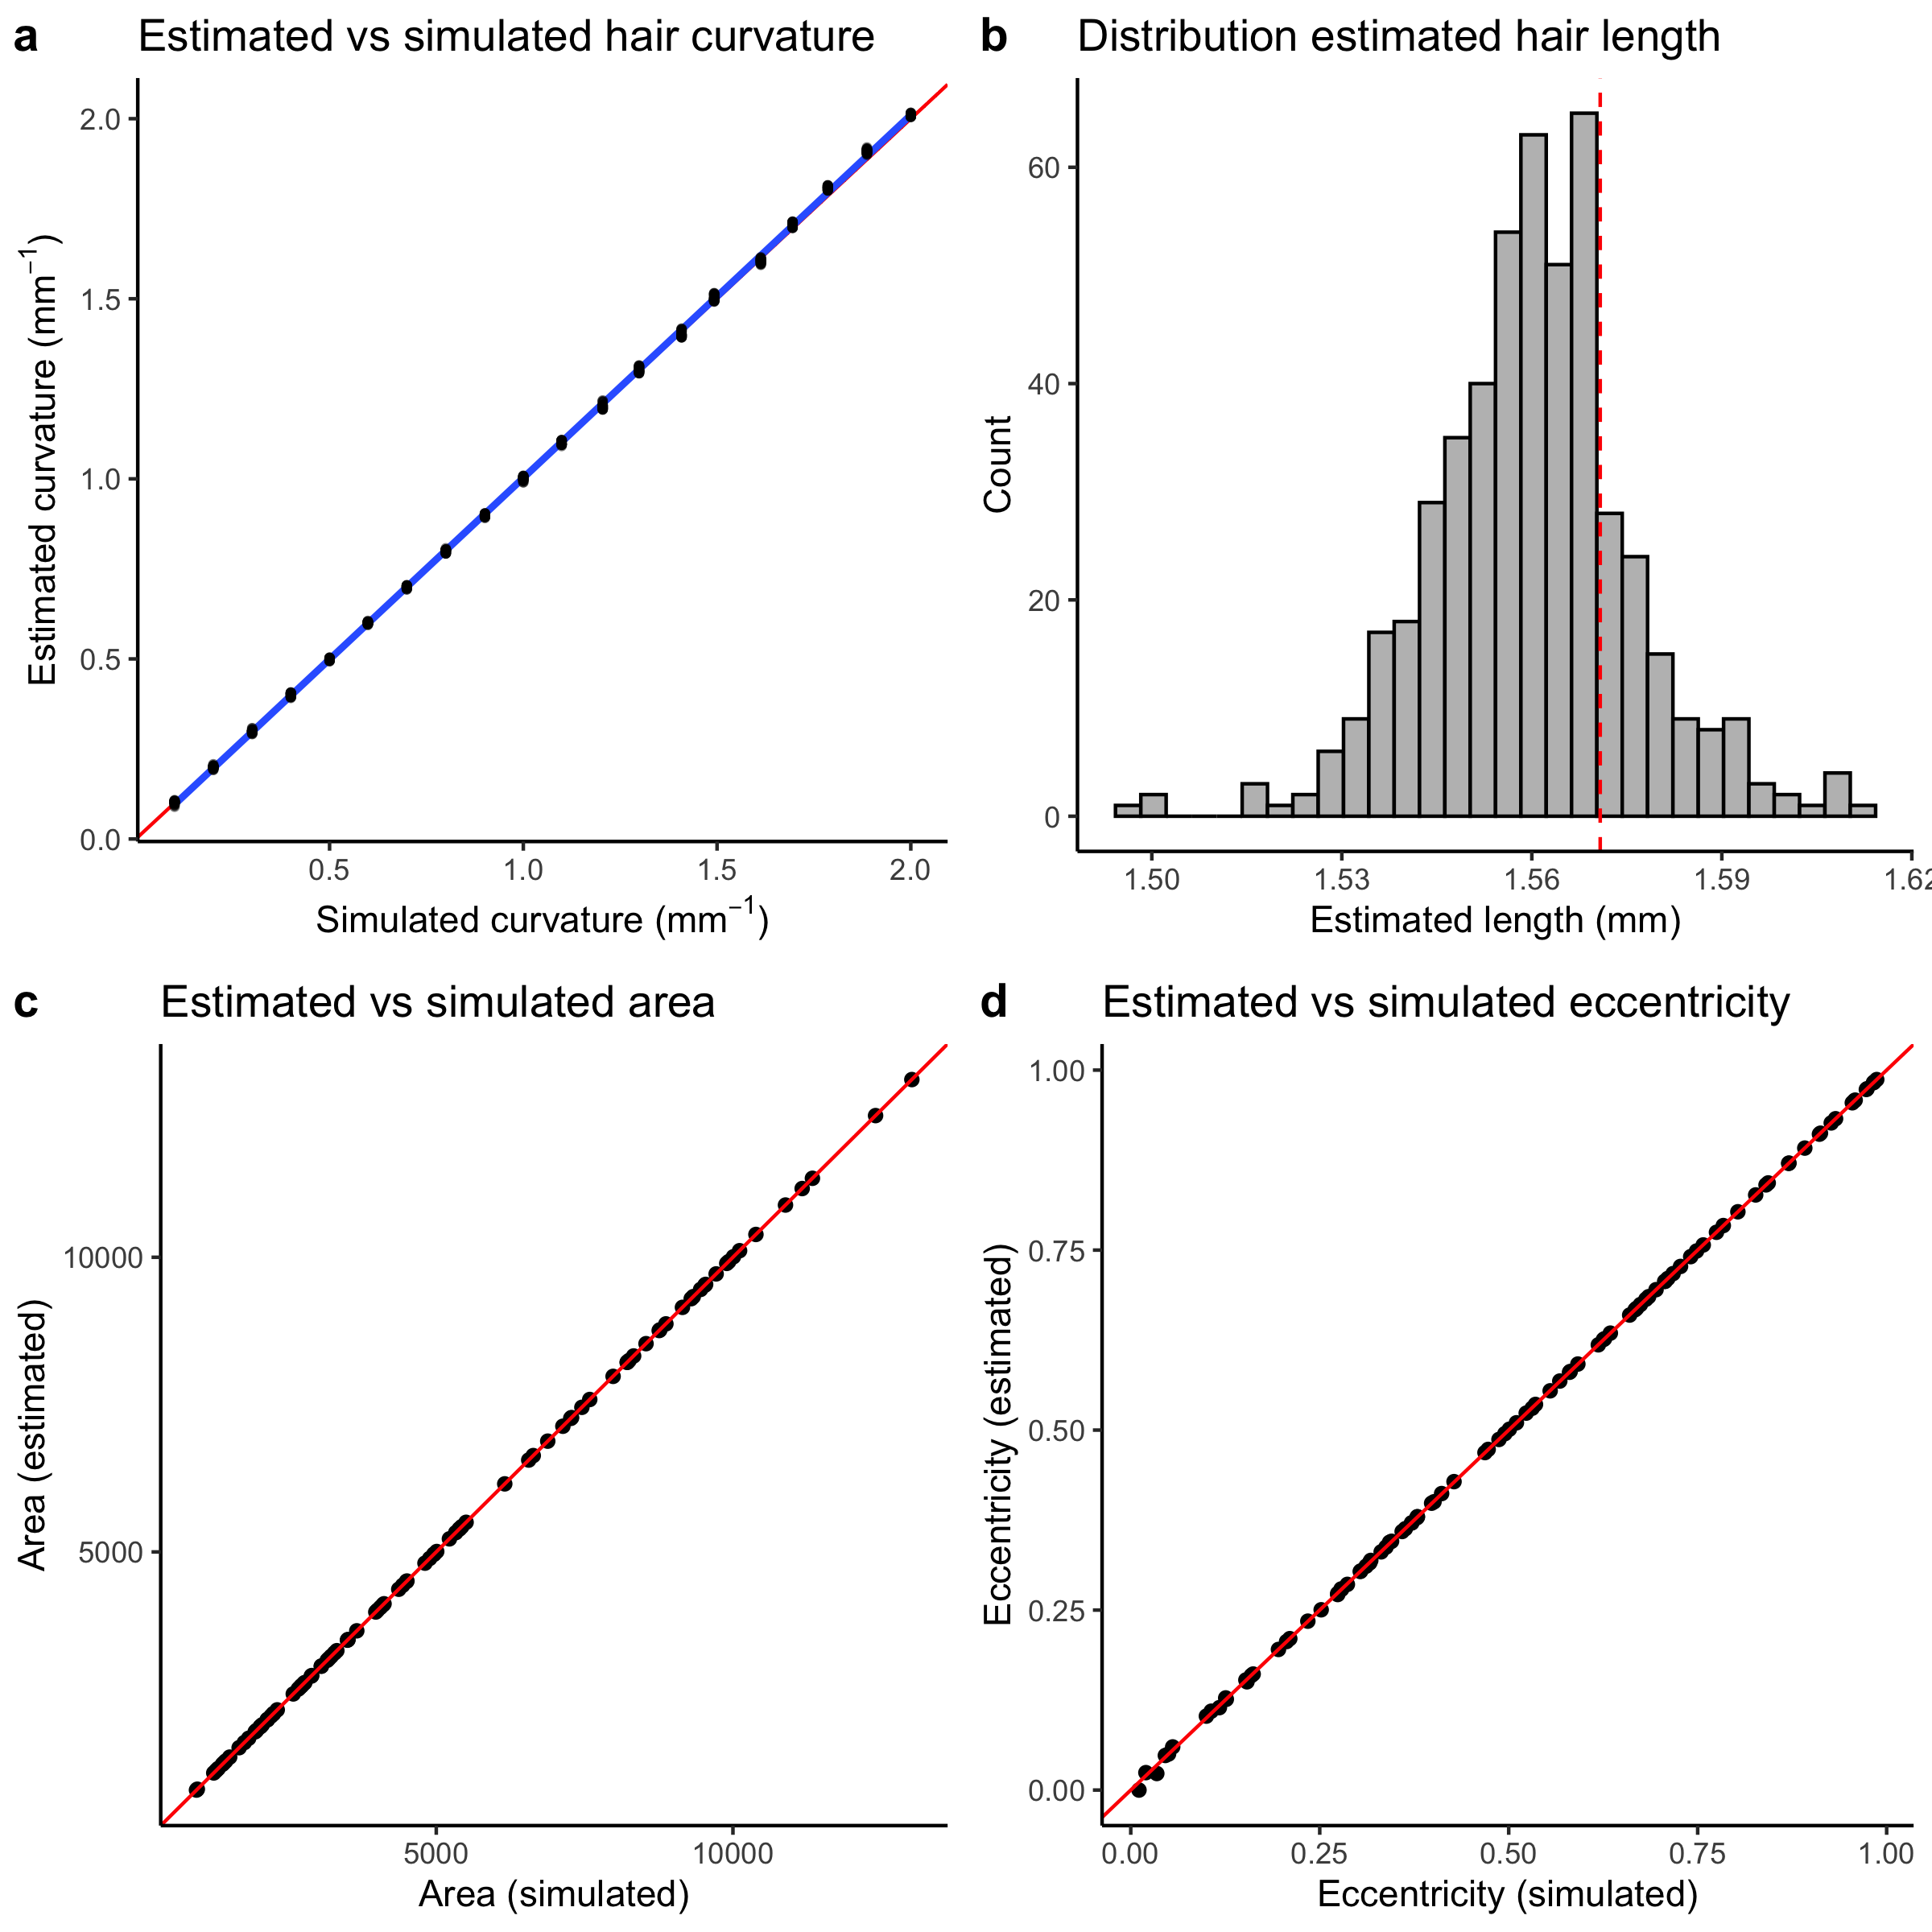 a Estimated vs simulated hair curvature
2.0
1.5
1.0
0.5
0.0
Estimated curvature (mm⁻¹)
0.5 1.0 1.5 2.0
Simulated curvature (mm⁻¹)
b Distribution estimated hair length
60
40
20
0
Count
1.50 1.53 1.56 1.59 1.62
Estimated length (mm)
c Estimated vs simulated area
10000
5000
Area (estimated)
5000 10000
Area (simulated)
d Estimated vs simulated eccentricity
1.00
0.75
0.50
0.25
0.00
Eccentricity (estimated)
0.00 0.25 0.50 0.75 1.00
Eccentricity (simulated)